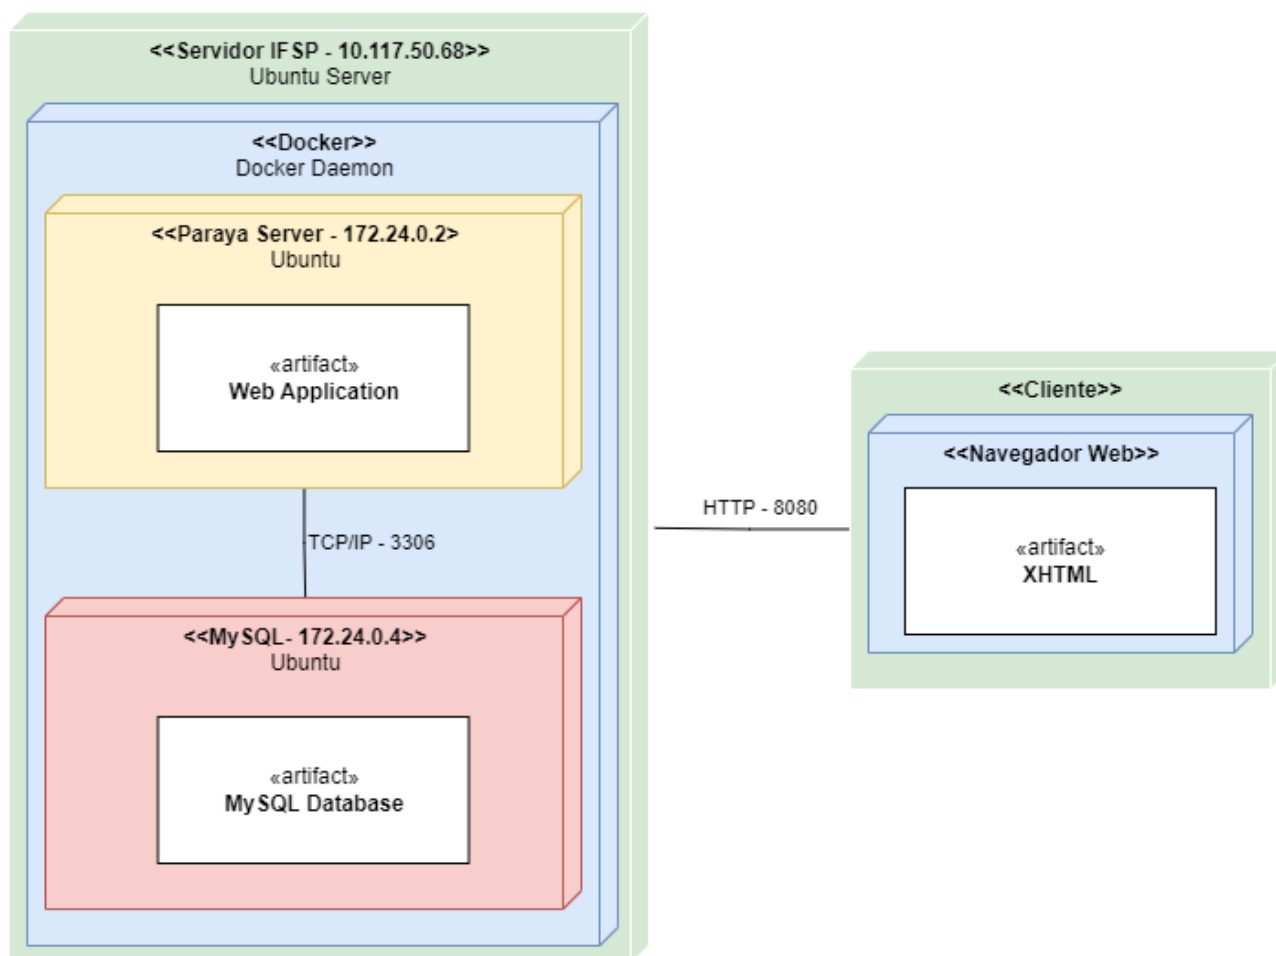 <<Servidor IFSP - 10.117.50.68>>
Ubuntu Server
<<Docker>>
Docker Daemon
<<Paraya Server - 172.24.0.2>
Ubuntu
«artifact»
Web Application
TCP/IP - 3306
<<MySQL- 172.24.0.4>>
Ubuntu
«artifact»
MySQL Database
HTTP - 8080
<<Cliente>>
<<Navegador Web>>
«artifact»
XHTML